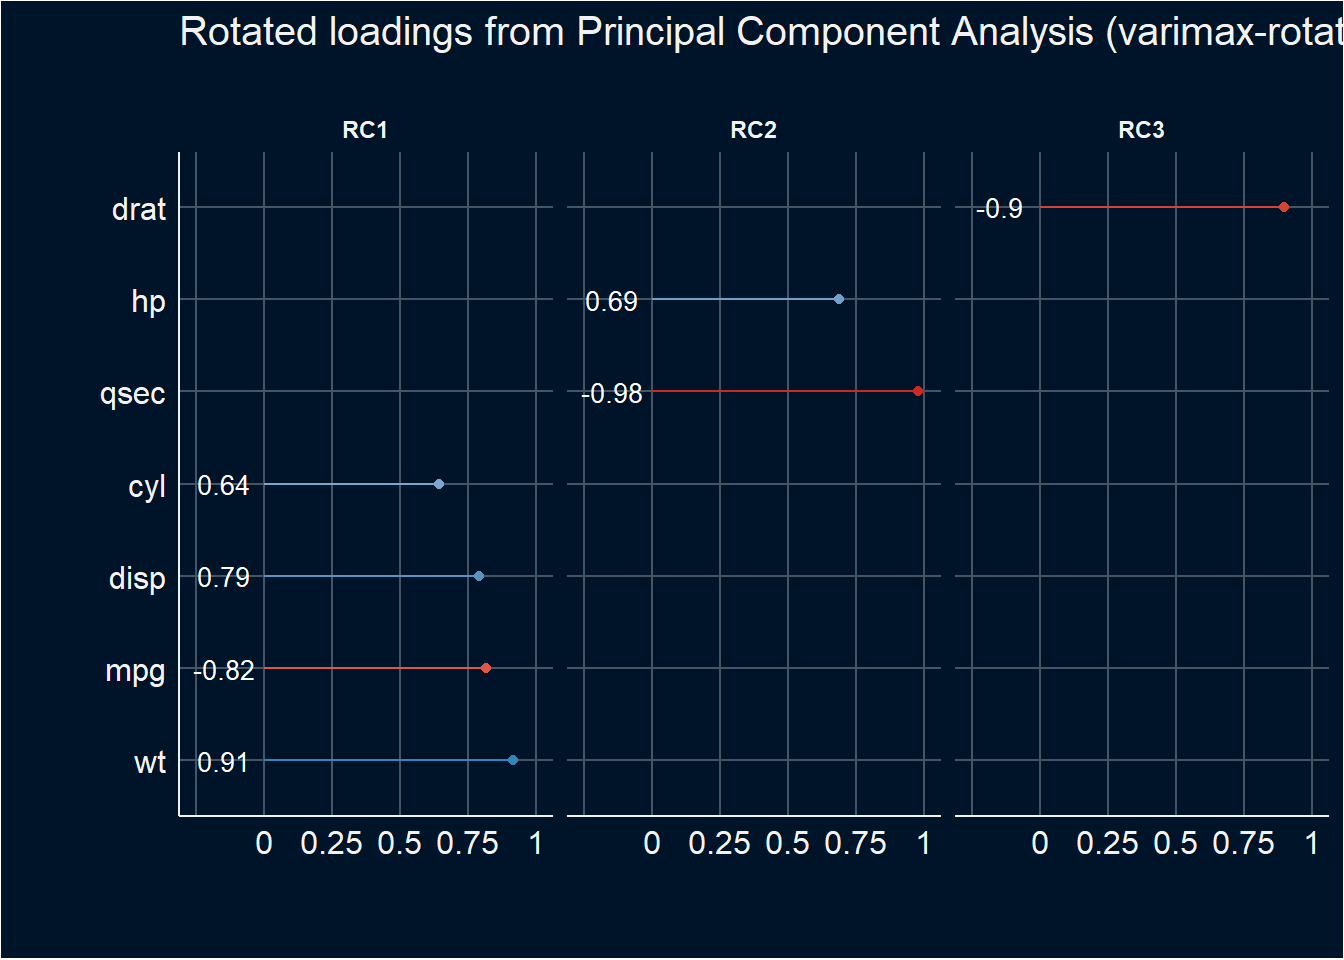 Rotated loadings from Principal Component Analysis (varimax-rotat
RC1 RC2 RC3
drat -0.9
hp 0.69
qsec -0.98
cyl 0.64
disp 0.79
mpg -0.82
wt 0.91
0 0.25 0.5 0.75 1 0 0.25 0.5 0.75 1 0 0.25 0.5 0.75 1